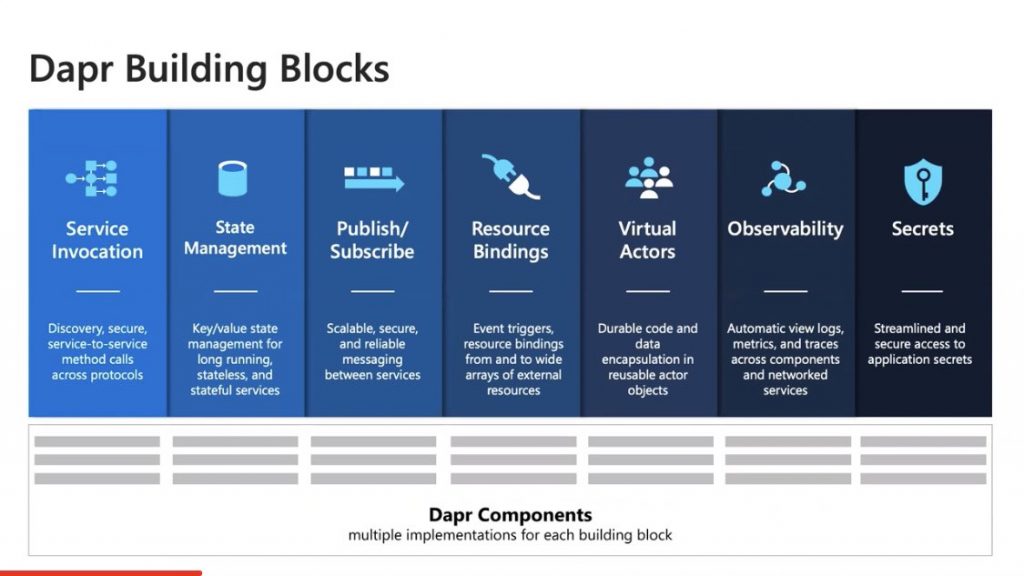 Dapr Building Blocks
Service
Invocation
Discovery, secure,
service-to-service
method calls
across protocols
State
Management
Key/value state
management for
long running,
stateless, and
stateful services
Publish/
Subscribe
Scalable, secure,
and reliable
messaging
between services
Resource
Bindings
Event triggers,
resource bindings
from and to wide
arrays of external
resources
Virtual
Actors
Durable code and
data
encapsulation in
reusable actor
objects
Observability
Automatic view logs,
metrics, and traces
across components
and networked
services
Secrets
Streamlined and
secure access to
application secrets
Dapr Components
multiple implementations for each building block